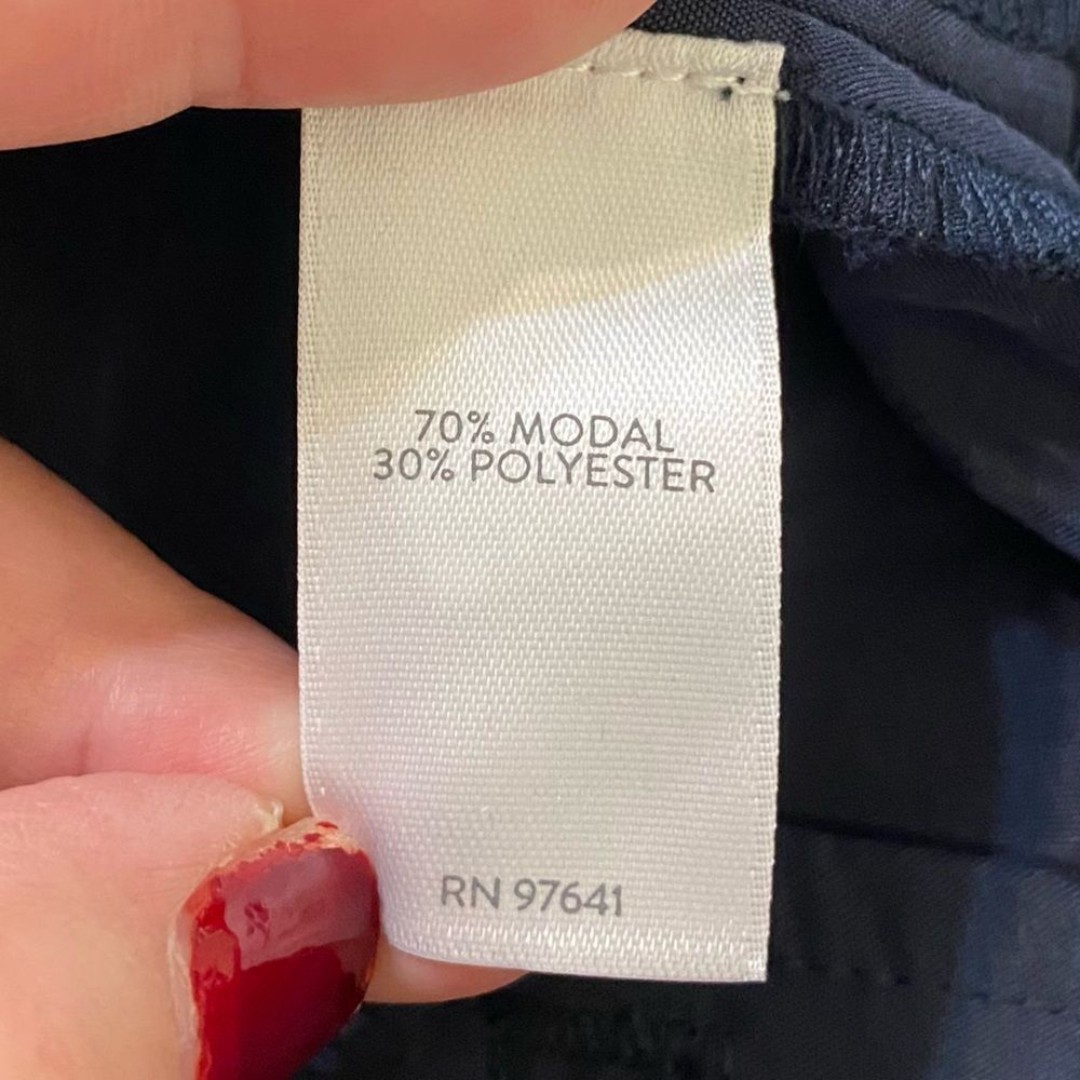 70% MODAL
30% POLYESTER
RN 97641